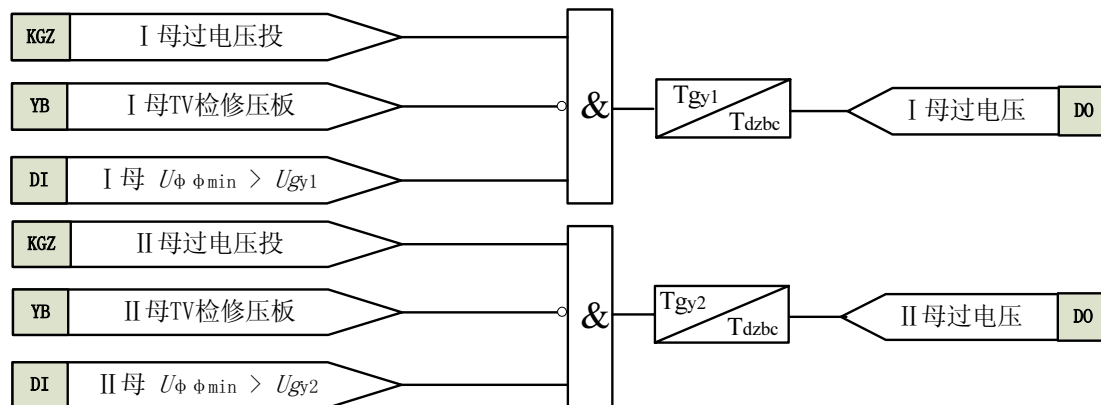 KGZ Ⅰ母过电压投
YB Ⅰ母TV检修压板
DI Ⅰ母 Uφφmin > Ugy1
&
Tgy1
Tdzbc
Ⅰ母过电压 DO
KGZ Ⅱ母过电压投
YB Ⅱ母TV检修压板
DI Ⅱ母 Uφφmin > Ugy2
&
Tgy2
Tdzbc
Ⅱ母过电压 DO